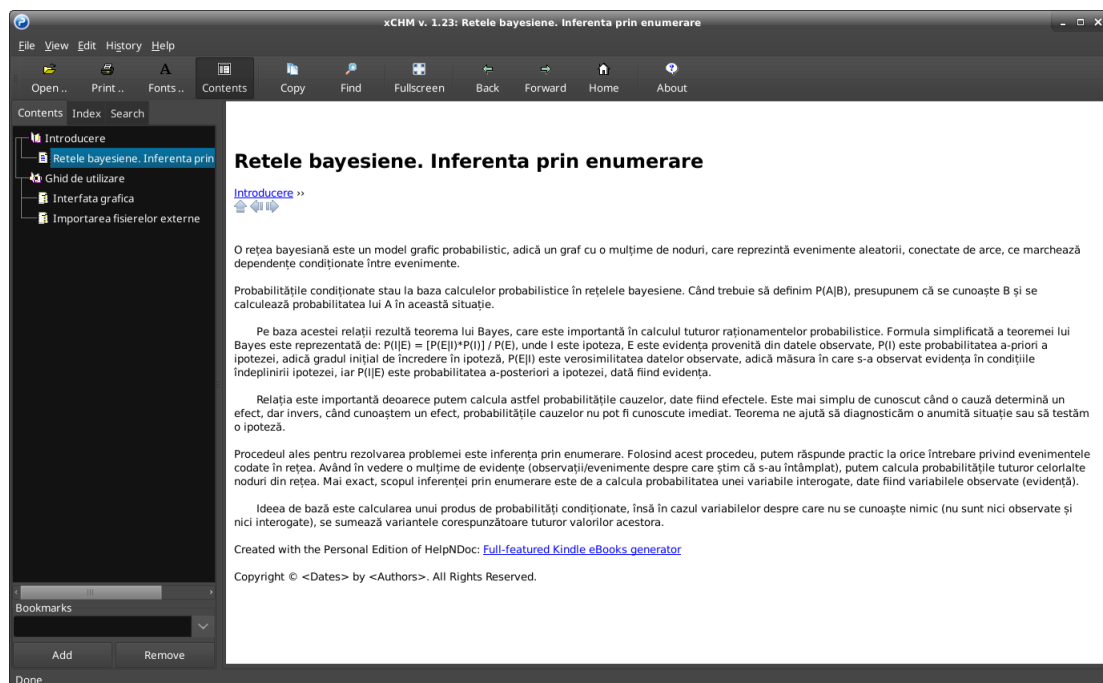 xCHM v. 1.23: Retele bayesiene. Inferenta prin enumerare
File View Edit History Help
Open .. Print .. Fonts .. Contents Copy Find Fullscreen Back Forward Home About
Contents Index Search
Introducere
Retele bayesiene. Inferenta prin
Ghid de utilizare
Interfata grafica
Importarea fisierelor externe
Bookmarks
Add Remove
Done
Retele bayesiene. Inferenta prin enumerare
Introducere ››
O rețea bayesiană este un model grafic probabilistic, adică un graf cu o mulțime de noduri, care reprezintă evenimente aleatorii, conectate de arce, ce marchează
dependențe condiționate între evenimente.
Probabilitățile condiționate stau la baza calculelor probabilistice în rețelele bayesiene. Când trebuie să definim P(A|B), presupunem că se cunoaște B și se
calculează probabilitatea lui A în această situație.
Pe baza acestei relații rezultă teorema lui Bayes, care este importantă în calculul tuturor raționamentelor probabilistice. Formula simplificată a teoremei lui
Bayes este reprezentată de: P(I|E) = [P(E|I)*P(I)] / P(E), unde I este ipoteza, E este evidența provenită din datele observate, P(I) este probabilitatea a-priori a
ipotezei, adică gradul inițial de încredere în ipoteză, P(E|I) este verosimilitatea datelor observate, adică măsura în care s-a observat evidența în condițiile
îndeplinirii ipotezei, iar P(I|E) este probabilitatea a-posteriori a ipotezei, dată fiind evidența.
Relația este importantă deoarece putem calcula astfel probabilitățile cauzelor, date fiind efectele. Este mai simplu de cunoscut când o cauză determină un
efect, dar invers, când cunoaștem un efect, probabilitățile cauzelor nu pot fi cunoscute imediat. Teorema ne ajută să diagnosticăm o anumită situație sau să testăm
o ipoteză.
Procedeul ales pentru rezolvarea problemei este inferența prin enumerare. Folosind acest procedeu, putem răspunde practic la orice întrebare privind evenimentele
codate în rețea. Având în vedere o mulțime de evidențe (observații/evenimente despre care știm că s-au întâmplat), putem calcula probabilitățile tuturor celorlalte
noduri din rețea. Mai exact, scopul inferenței prin enumerare este de a calcula probabilitatea unei variabile interogate, date fiind variabilele observate (evidență).
Ideea de bază este calcularea unui produs de probabilități condiționate, însă în cazul variabilelor despre care nu se cunoaște nimic (nu sunt nici observate și
nici interogate), se sumează variantele corespunzătoare tuturor valorilor acestora.
Created with the Personal Edition of HelpNDoc: Full-featured Kindle eBooks generator
Copyright © <Dates> by <Authors>. All Rights Reserved.